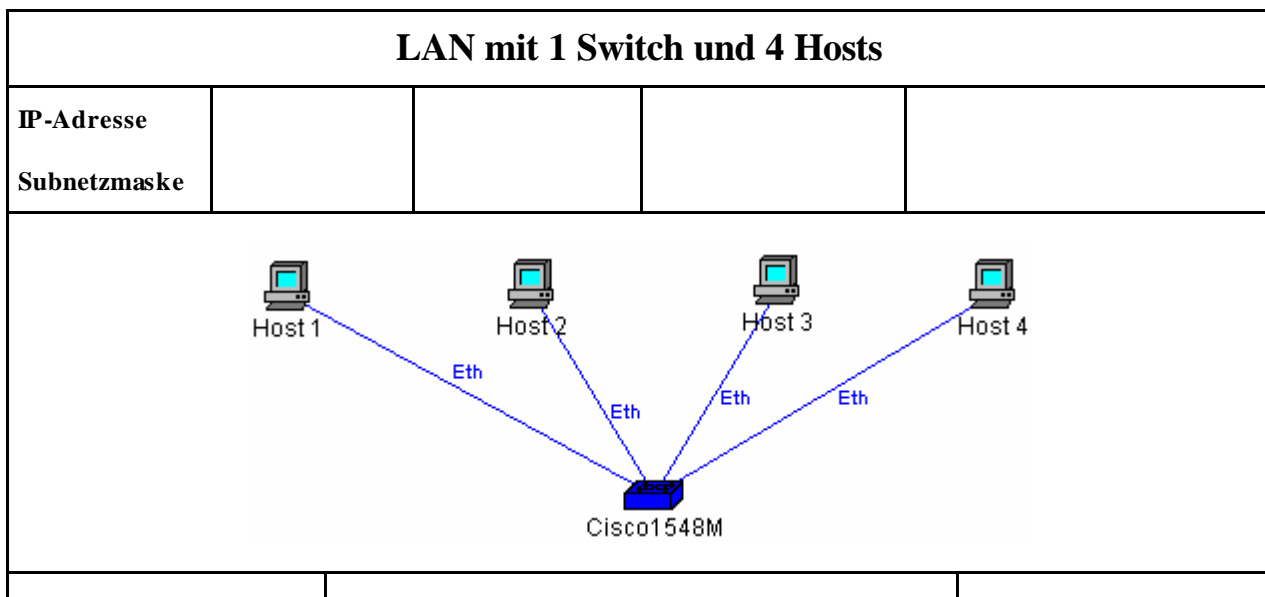 LAN mit 1 Switch und 4 Hosts
IP-Adresse
Subnetzmaske
Host 1
Host 2
Host 3
Host 4
Eth
Eth
Eth
Eth
Cisco1548M